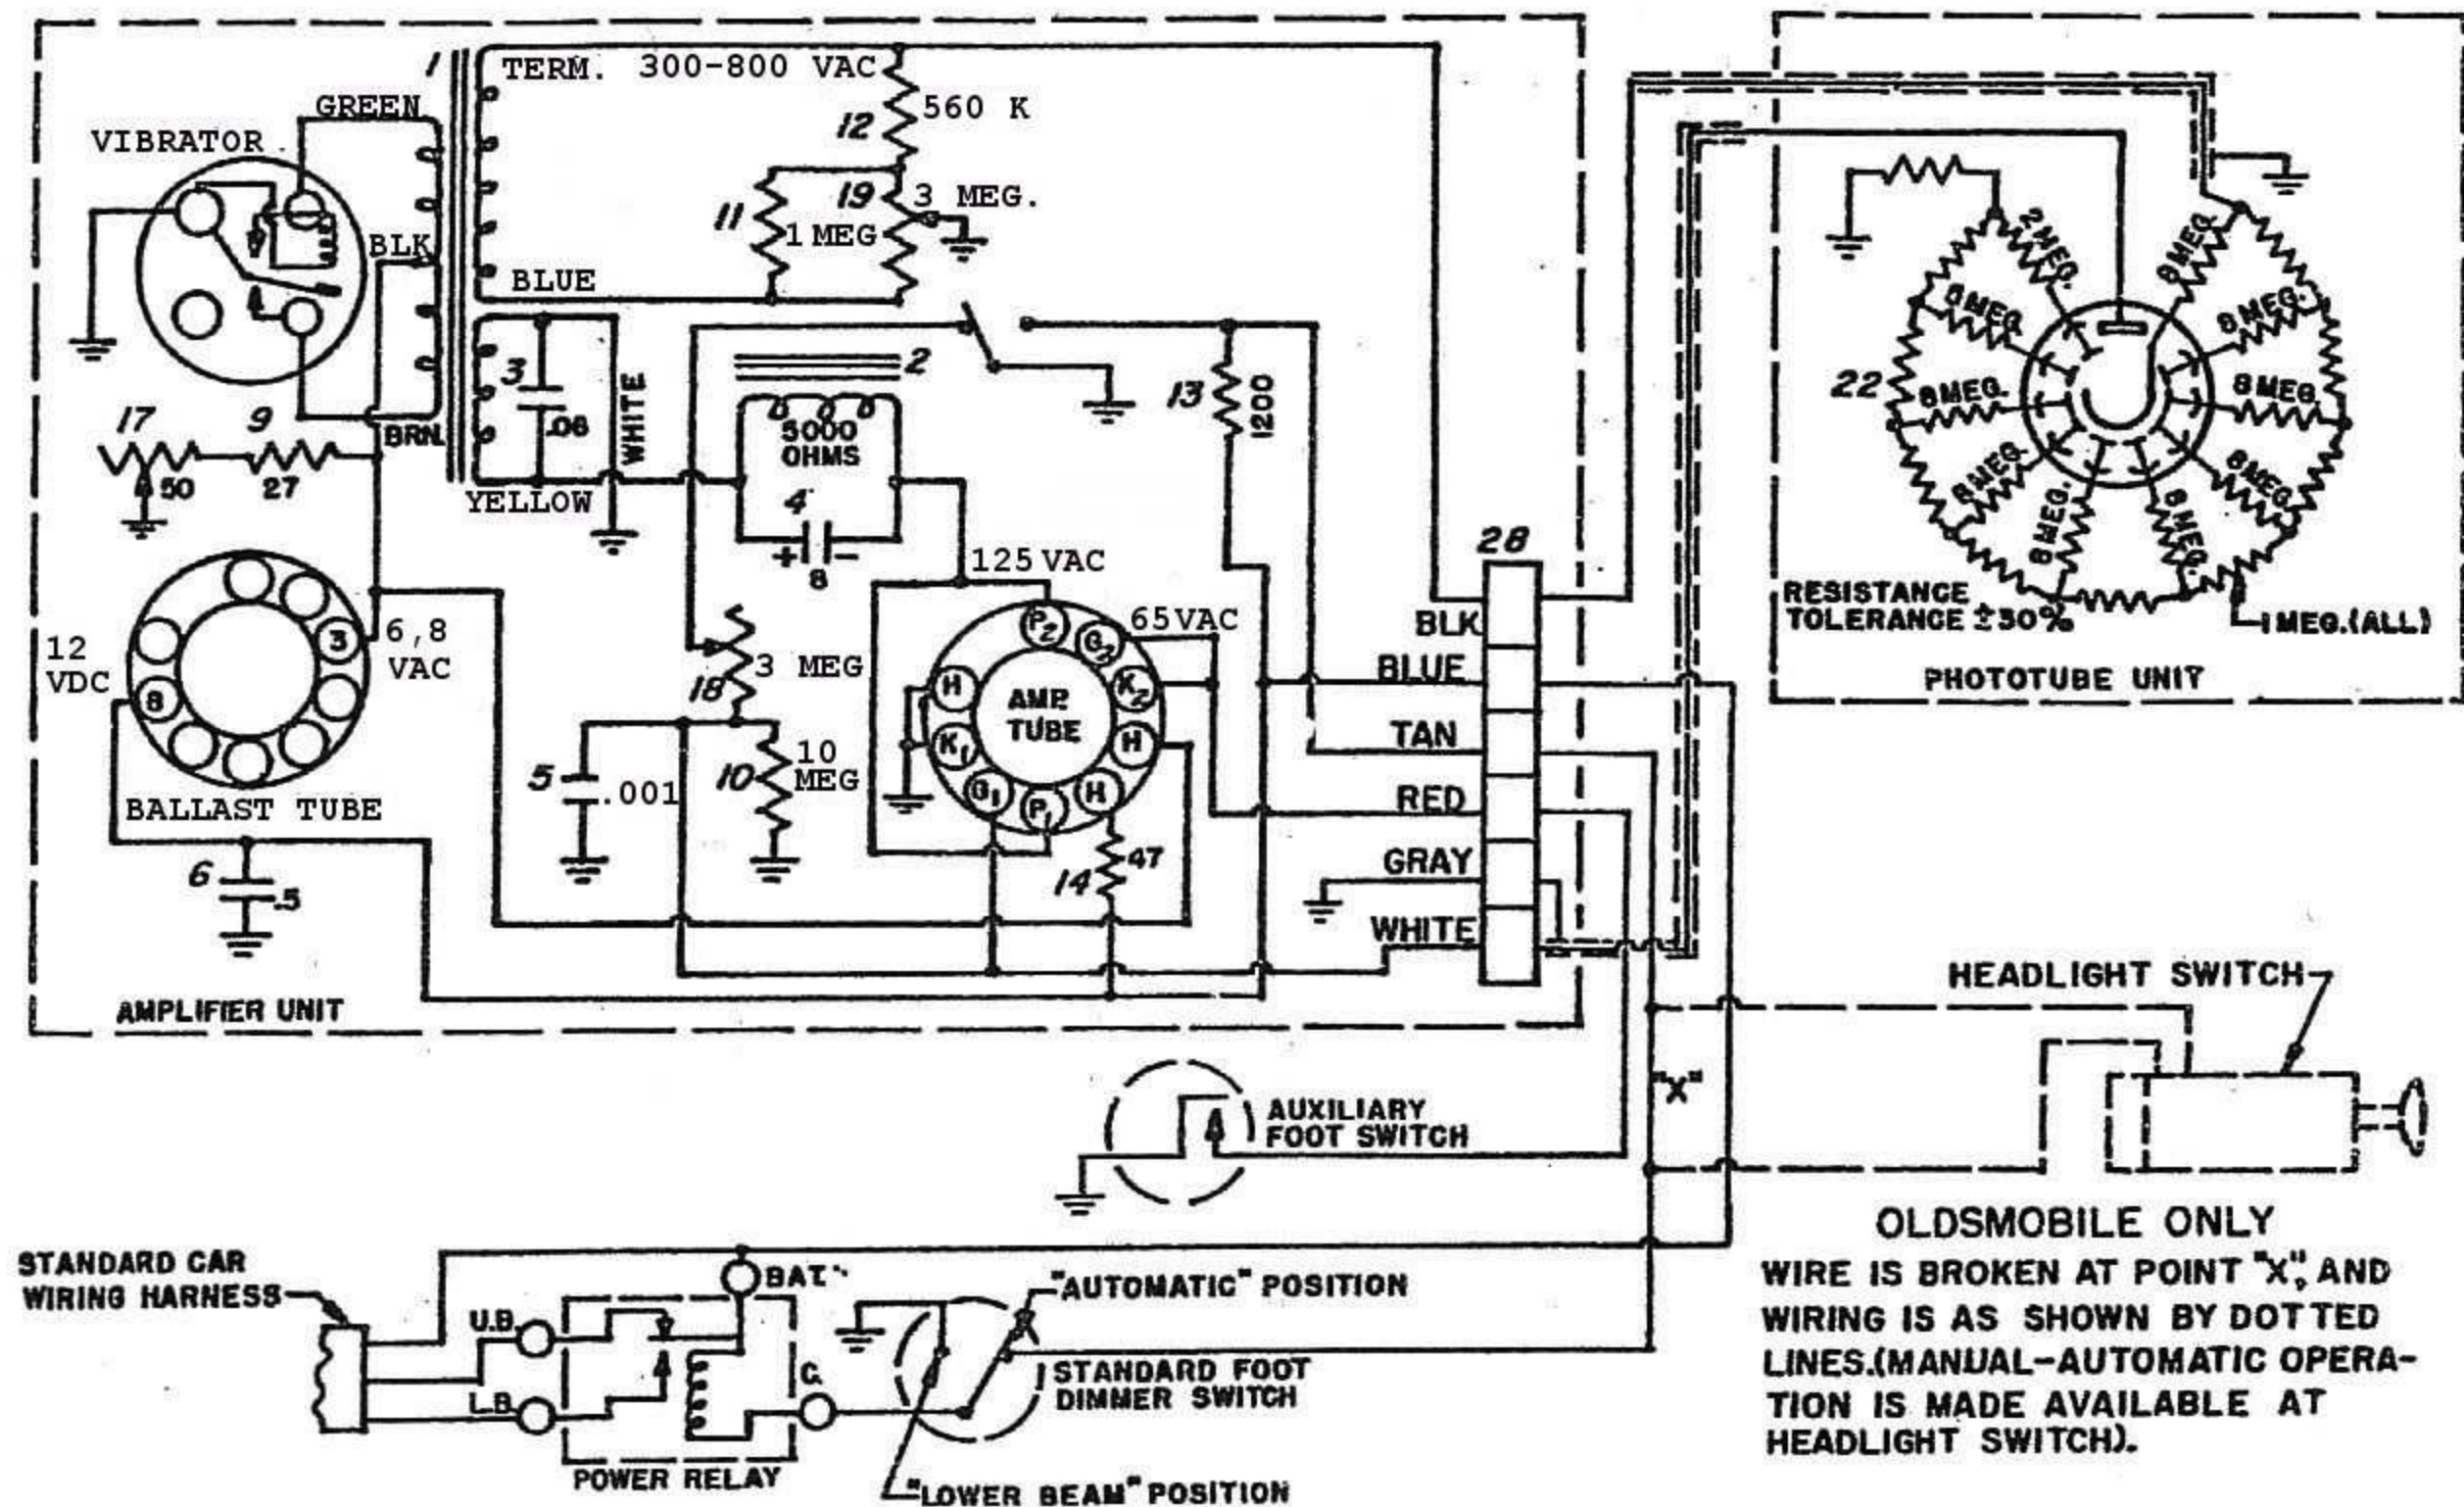 1
TERM. 300-800 VAC
GREEN
VIBRATOR
12
560 K
BLK
11
1 MEG
19
3 MEG.
BLUE
2 MEG.
8 MEG.
8 MEG.
8 MEG.
8 MEG.
8 MEG.
8 MEG.
8 MEG.
8 MEG.
8 MEG.
22
RESISTANCE
TOLERANCE ±30%
1 MEG.(ALL)
PHOTOTUBE UNIT
17
50
9
27
BRN.
3
.06
WHITE
YELLOW
2
5000
OHMS
4
+ -
8
13
1200
125 VAC
65 VAC
28
BLK
BLUE
TAN
RED
GRAY
WHITE
12
VDC
3
8
6,8
VAC
BALLAST TUBE
6
.5
18
3 MEG
5
.001
10
10
MEG
P2
G2
K2
H
H
P1
G1
K1
H
AMP.
TUBE
14
47
AMPLIFIER UNIT
HEADLIGHT SWITCH
"X"
AUXILIARY
FOOT SWITCH
OLDSMOBILE ONLY
WIRE IS BROKEN AT POINT "X", AND
WIRING IS AS SHOWN BY DOTTED
LINES.(MANUAL-AUTOMATIC OPERA-
TION IS MADE AVAILABLE AT
HEADLIGHT SWITCH).
STANDARD CAR
WIRING HARNESS
BAT.
U.B.
L.B.
G.
"AUTOMATIC" POSITION
STANDARD FOOT
DIMMER SWITCH
POWER RELAY
"LOWER BEAM" POSITION